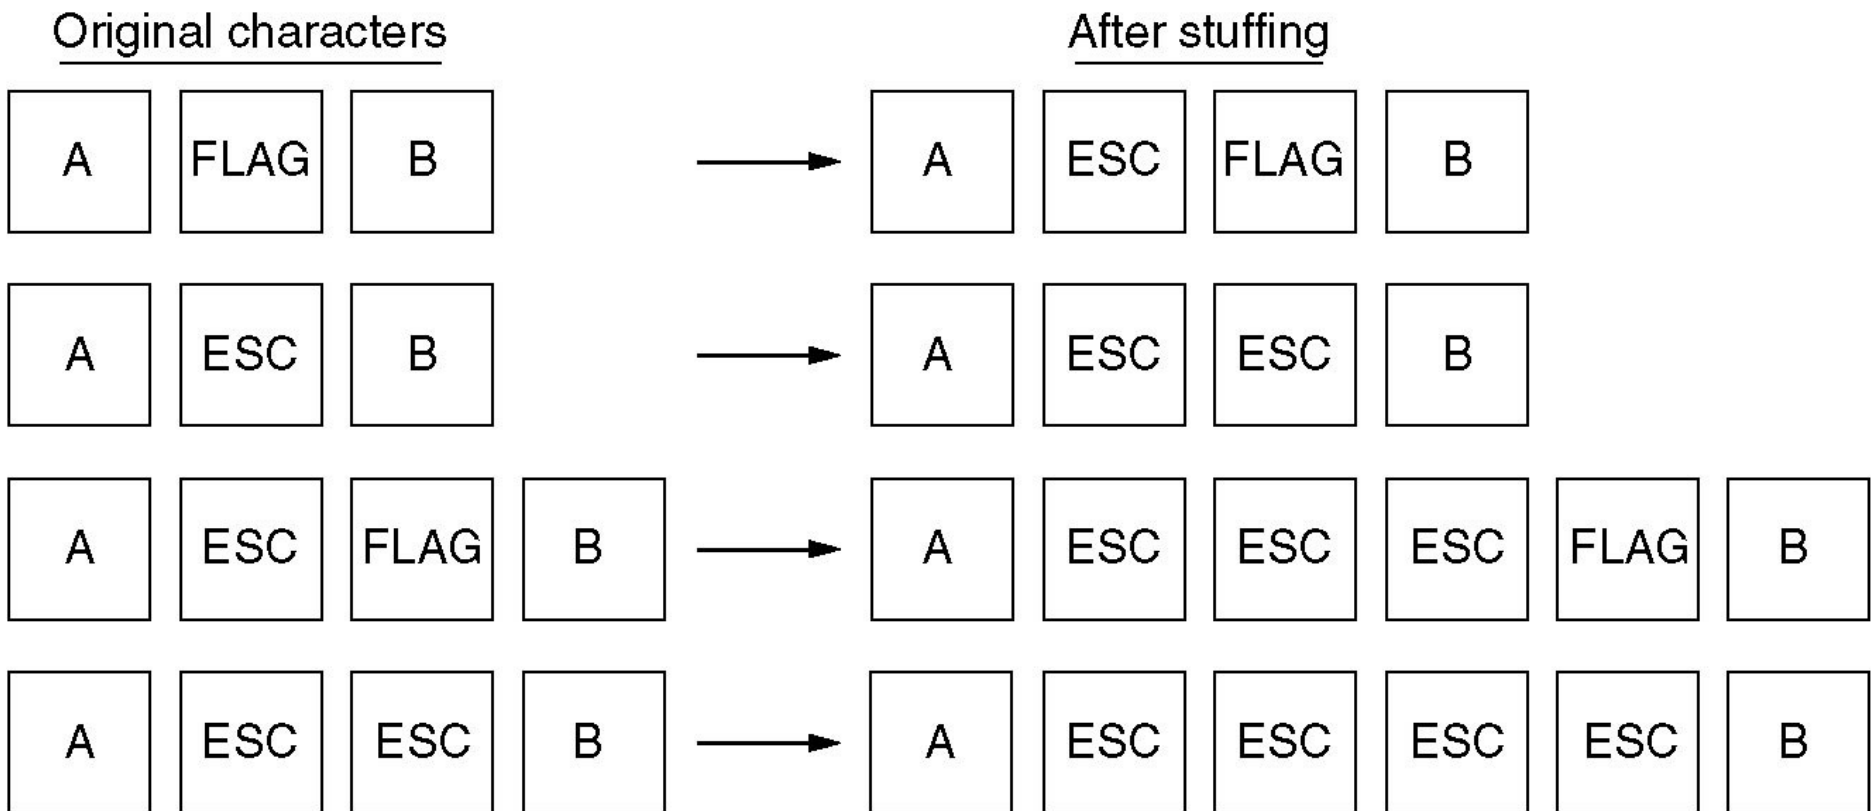 Original characters After stuffing
A FLAG B A ESC FLAG B
A ESC B A ESC ESC B
A ESC FLAG B A ESC ESC ESC FLAG B
A ESC ESC B A ESC ESC ESC ESC B